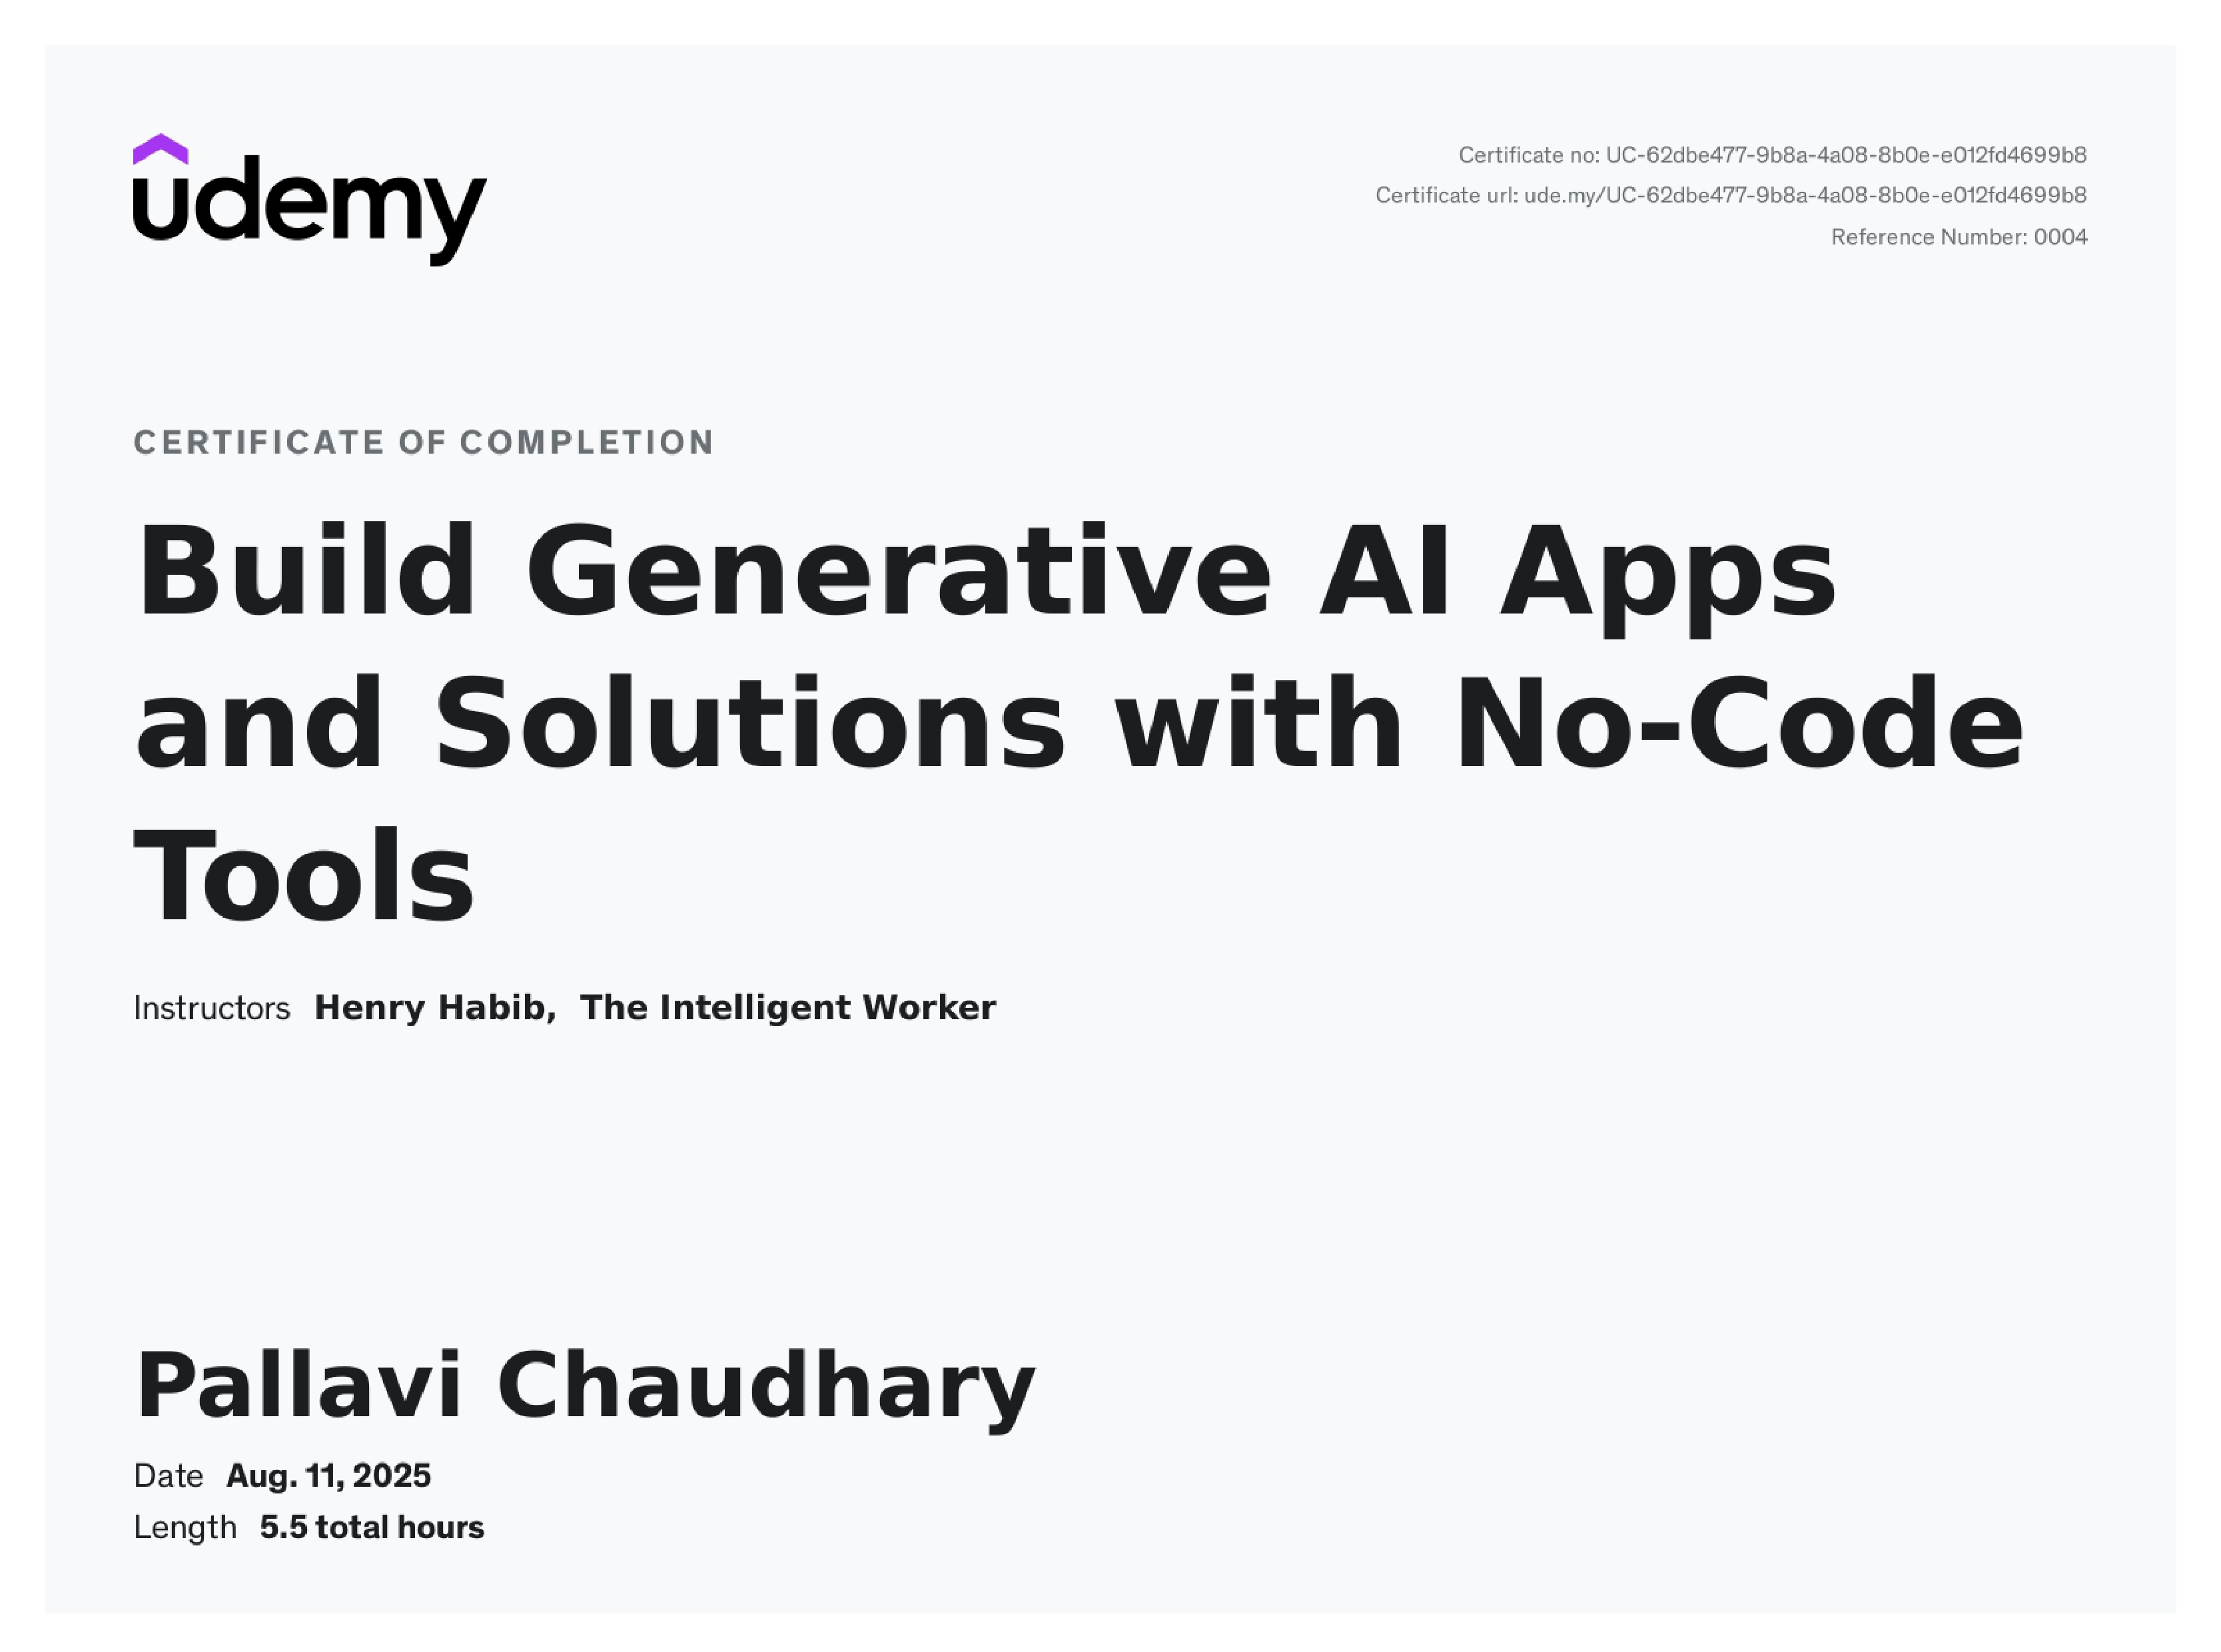 udemy
Certificate no: UC-62dbe477-9b8a-4a08-8b0e-e012fd4699b8
Certificate url: ude.my/UC-62dbe477-9b8a-4a08-8b0e-e012fd4699b8
Reference Number: 0004
CERTIFICATE OF COMPLETION
Build Generative AI Apps
and Solutions with No-Code
Tools
Instructors Henry Habib, The Intelligent Worker
Pallavi Chaudhary
Date Aug. 11, 2025
Length 5.5 total hours